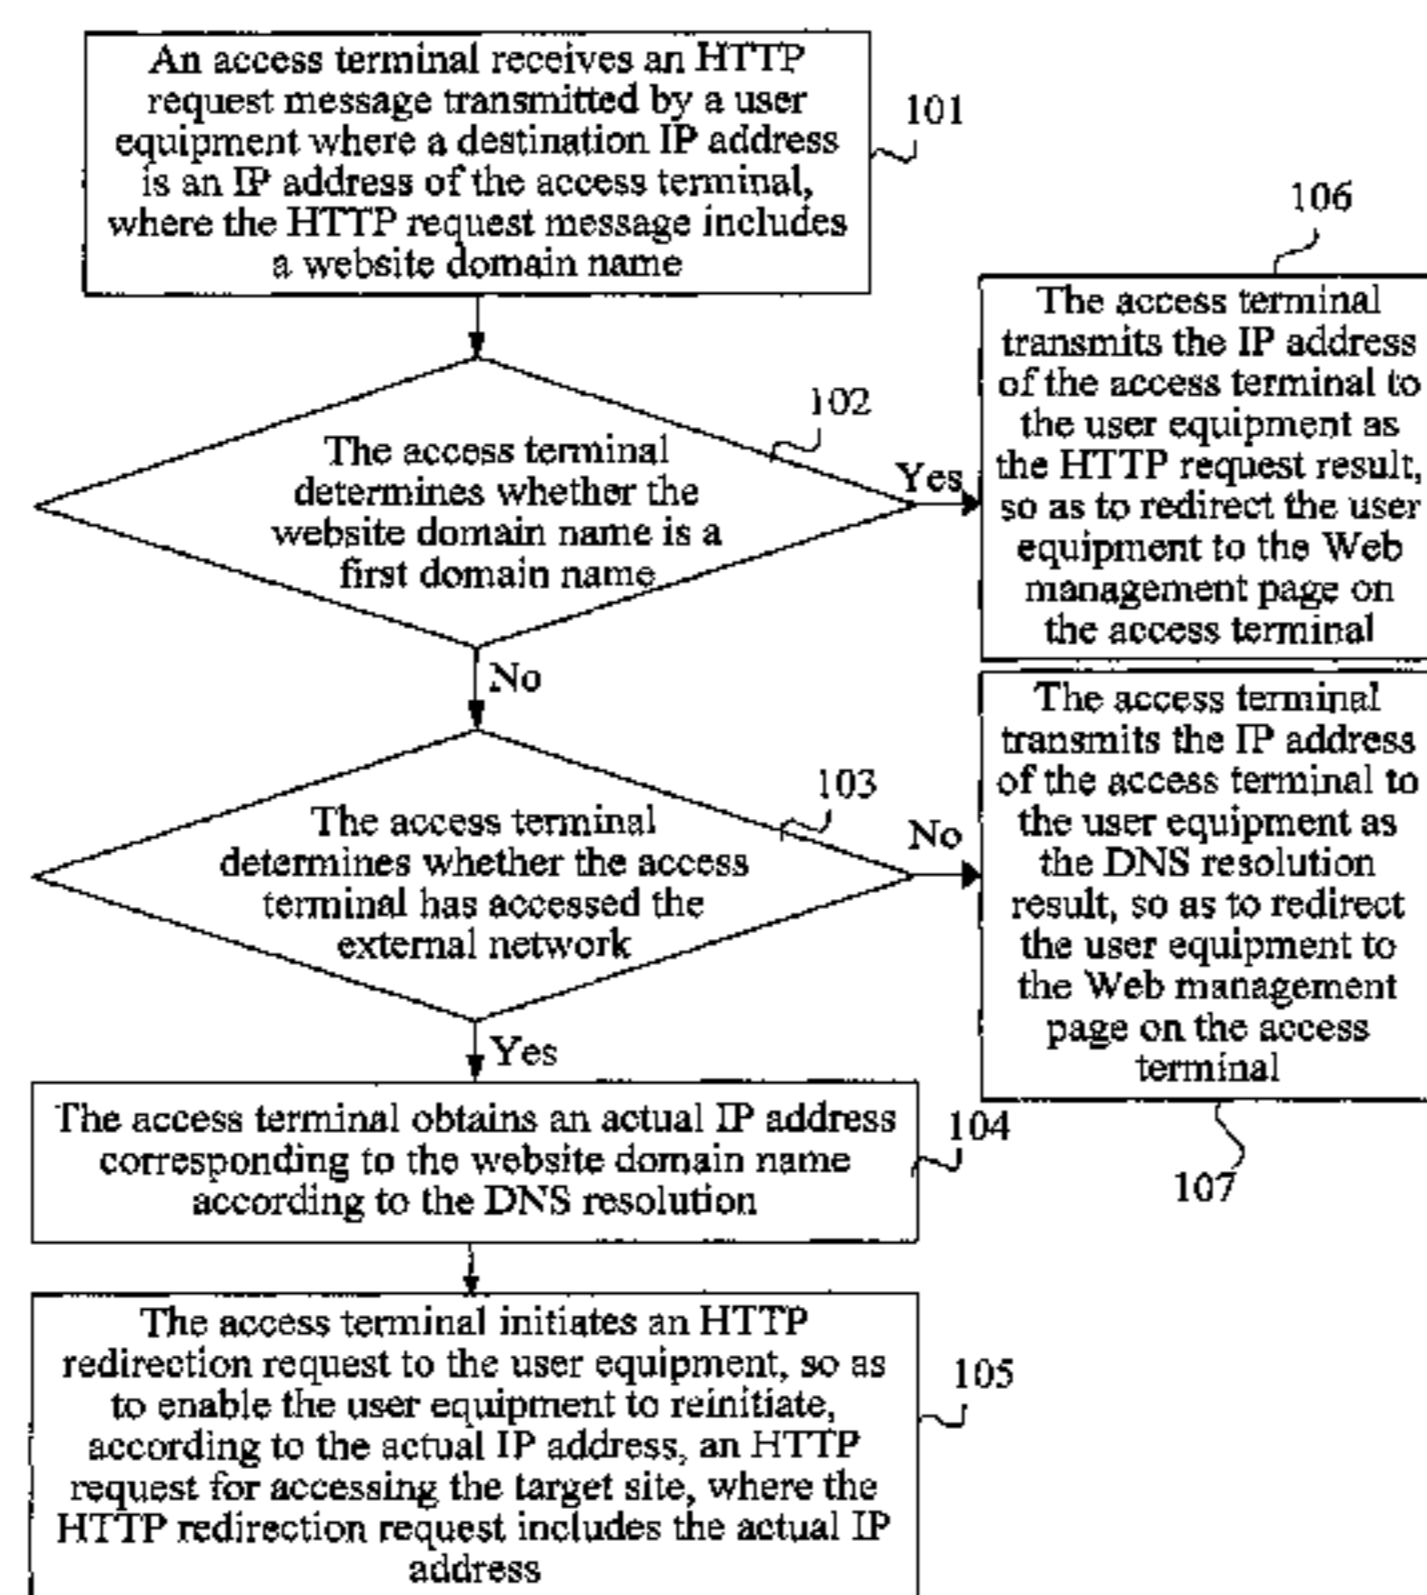 An access terminal receives an HTTP
request message transmitted by a user
equipment where a destination IP address
is an IP address of the access terminal,
where the HTTP request message includes
a website domain name
101
106
The access terminal
transmits the IP address
of the access terminal to
the user equipment as
the HTTP request result,
so as to redirect the user
equipment to the Web
management page on
the access terminal
102
The access terminal
determines whether the
website domain name is a
first domain name
Yes
No
103
The access terminal
determines whether the access
terminal has accessed the
external network
No
The access terminal
transmits the IP address
of the access terminal to
the user equipment as
the DNS resolution
result, so as to redirect
the user equipment to
the Web management
page on the access
terminal
107
Yes
The access terminal obtains an actual IP address
corresponding to the website domain name
according to the DNS resolution
104
The access terminal initiates an HTTP
redirection request to the user equipment, so as
to enable the user equipment to reinitiate,
according to the actual IP address, an HTTP
request for accessing the target site, where the
HTTP redirection request includes the actual IP
address
105